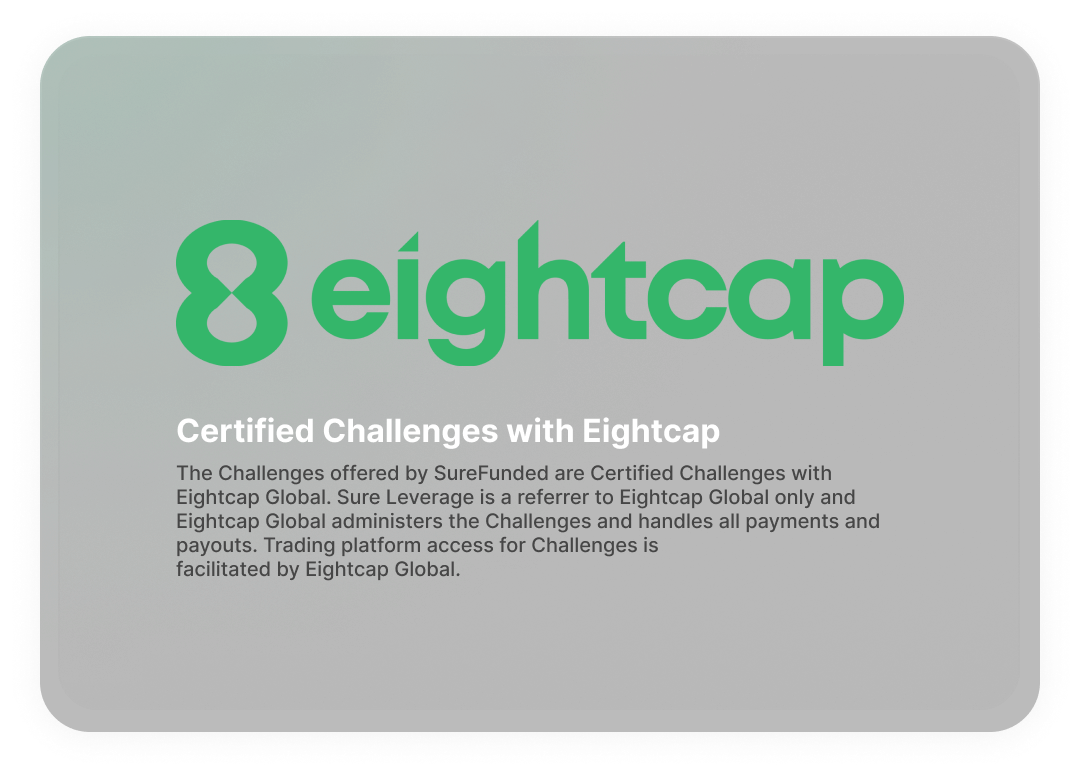 8 eightcap
Certified Challenges with Eightcap
The Challenges offered by SureFunded are Certified Challenges with
Eightcap Global. Sure Leverage is a referrer to Eightcap Global only and
Eightcap Global administers the Challenges and handles all payments and
payouts. Trading platform access for Challenges is
facilitated by Eightcap Global.